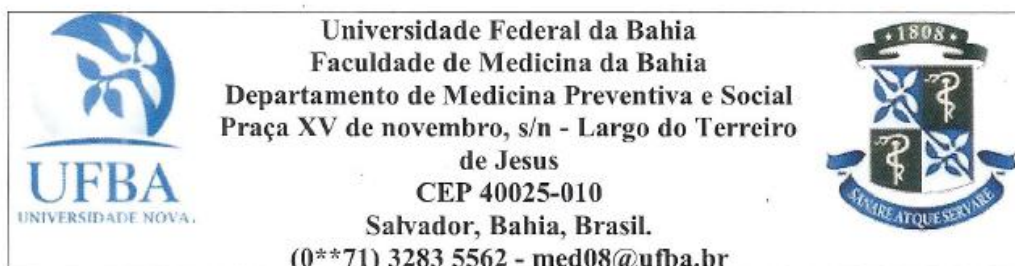 Universidade Federal da Bahia
Faculdade de Medicina da Bahia
Departamento de Medicina Preventiva e Social
Praça XV de novembro, s/n - Largo do Terreiro
de Jesus
CEP 40025-010
Salvador, Bahia, Brasil.
(0**71) 3283 5562 - med08@ufba.br
UFBA
UNIVERSIDADE NOVA.
1808
SANARE ATQUE SERVARE